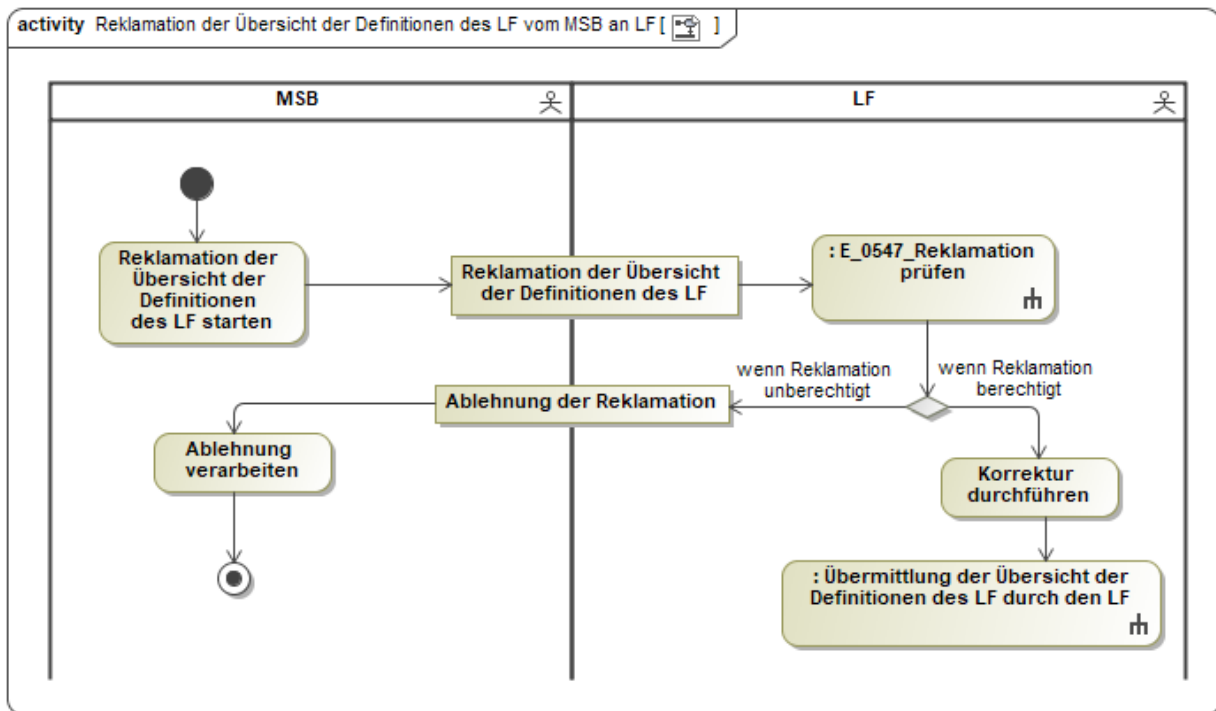 activity Reklamation der Übersicht der Definitionen des LF vom MSB an LF [ ]
MSB
LF
Reklamation der
Übersicht der
Definitionen
des LF starten
Reklamation der Übersicht
der Definitionen des LF
: E_0547_Reklamation
prüfen
wenn Reklamation
unberechtigt
wenn Reklamation
berechtigt
Ablehnung der Reklamation
Ablehnung
verarbeiten
Korrektur
durchführen
: Übermittlung der Übersicht der
Definitionen des LF durch den LF